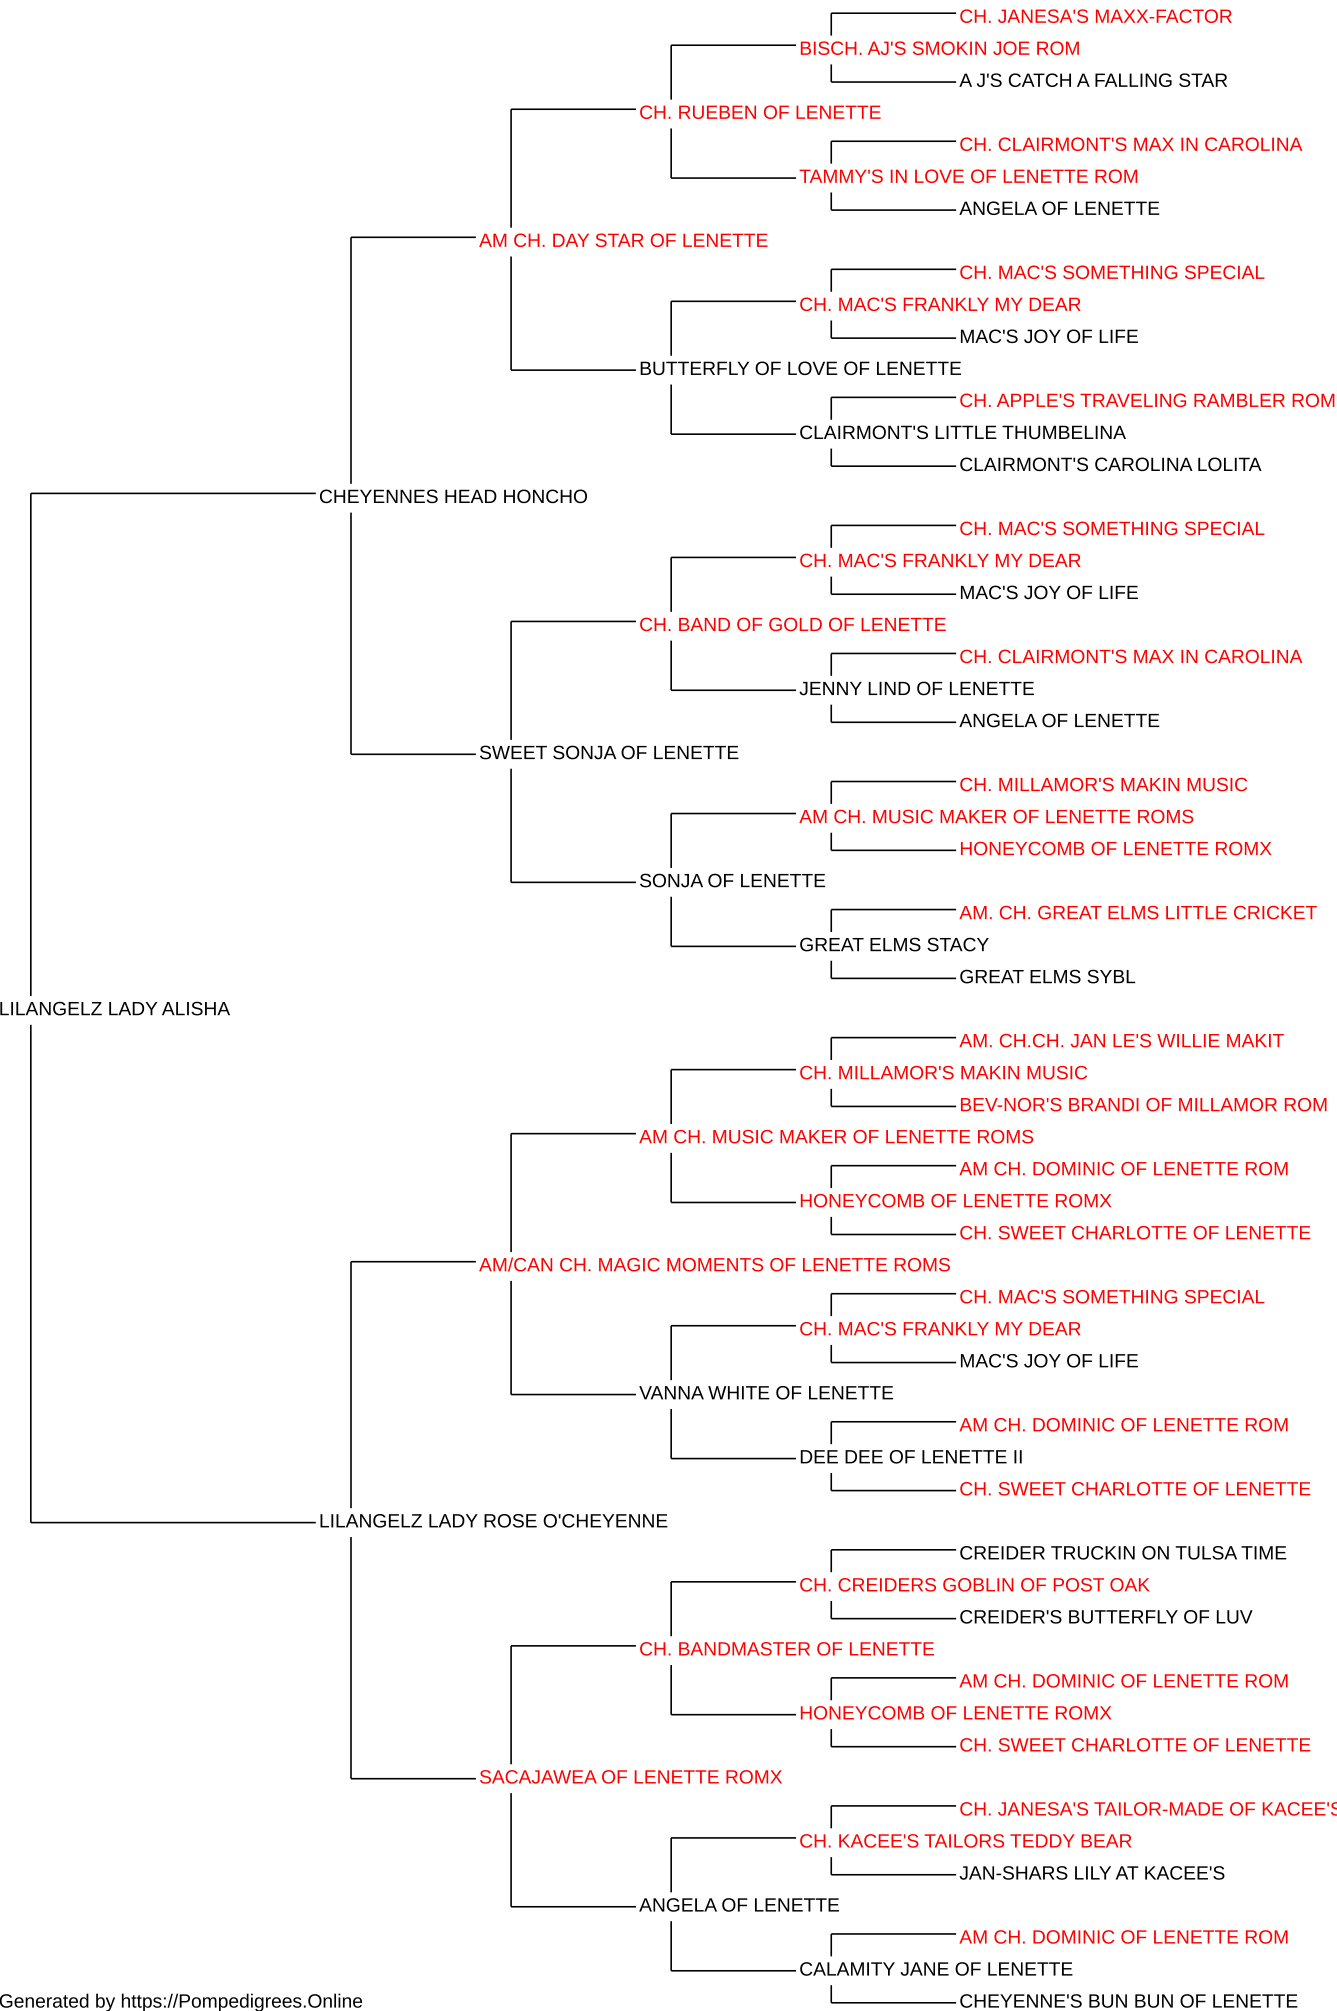 CH. JANESA'S MAXX-FACTOR
BISCH. AJ'S SMOKIN JOE ROM
A J'S CATCH A FALLING STAR
CH. RUEBEN OF LENETTE
CH. CLAIRMONT'S MAX IN CAROLINA
TAMMY'S IN LOVE OF LENETTE ROM
ANGELA OF LENETTE
AM CH. DAY STAR OF LENETTE
CH. MAC'S SOMETHING SPECIAL
CH. MAC'S FRANKLY MY DEAR
MAC'S JOY OF LIFE
BUTTERFLY OF LOVE OF LENETTE
CH. APPLE'S TRAVELING RAMBLER ROM
CLAIRMONT'S LITTLE THUMBELINA
CLAIRMONT'S CAROLINA LOLITA
CHEYENNES HEAD HONCHO
CH. MAC'S SOMETHING SPECIAL
CH. MAC'S FRANKLY MY DEAR
MAC'S JOY OF LIFE
CH. BAND OF GOLD OF LENETTE
CH. CLAIRMONT'S MAX IN CAROLINA
JENNY LIND OF LENETTE
ANGELA OF LENETTE
SWEET SONJA OF LENETTE
CH. MILLAMOR'S MAKIN MUSIC
AM CH. MUSIC MAKER OF LENETTE ROMS
HONEYCOMB OF LENETTE ROMX
SONJA OF LENETTE
AM. CH. GREAT ELMS LITTLE CRICKET
GREAT ELMS STACY
GREAT ELMS SYBL
LILANGELZ LADY ALISHA
AM. CH.CH. JAN LE'S WILLIE MAKIT
CH. MILLAMOR'S MAKIN MUSIC
BEV-NOR'S BRANDI OF MILLAMOR ROM
AM CH. MUSIC MAKER OF LENETTE ROMS
AM CH. DOMINIC OF LENETTE ROM
HONEYCOMB OF LENETTE ROMX
CH. SWEET CHARLOTTE OF LENETTE
AM/CAN CH. MAGIC MOMENTS OF LENETTE ROMS
CH. MAC'S SOMETHING SPECIAL
CH. MAC'S FRANKLY MY DEAR
MAC'S JOY OF LIFE
VANNA WHITE OF LENETTE
AM CH. DOMINIC OF LENETTE ROM
DEE DEE OF LENETTE II
CH. SWEET CHARLOTTE OF LENETTE
LILANGELZ LADY ROSE O'CHEYENNE
CREIDER TRUCKIN ON TULSA TIME
CH. CREIDERS GOBLIN OF POST OAK
CREIDER'S BUTTERFLY OF LUV
CH. BANDMASTER OF LENETTE
AM CH. DOMINIC OF LENETTE ROM
HONEYCOMB OF LENETTE ROMX
CH. SWEET CHARLOTTE OF LENETTE
SACAJAWEA OF LENETTE ROMX
CH. JANESA'S TAILOR-MADE OF KACEE'S
CH. KACEE'S TAILORS TEDDY BEAR
JAN-SHARS LILY AT KACEE'S
ANGELA OF LENETTE
AM CH. DOMINIC OF LENETTE ROM
CALAMITY JANE OF LENETTE
CHEYENNE'S BUN BUN OF LENETTE
Generated by https://Pompedigrees.Online